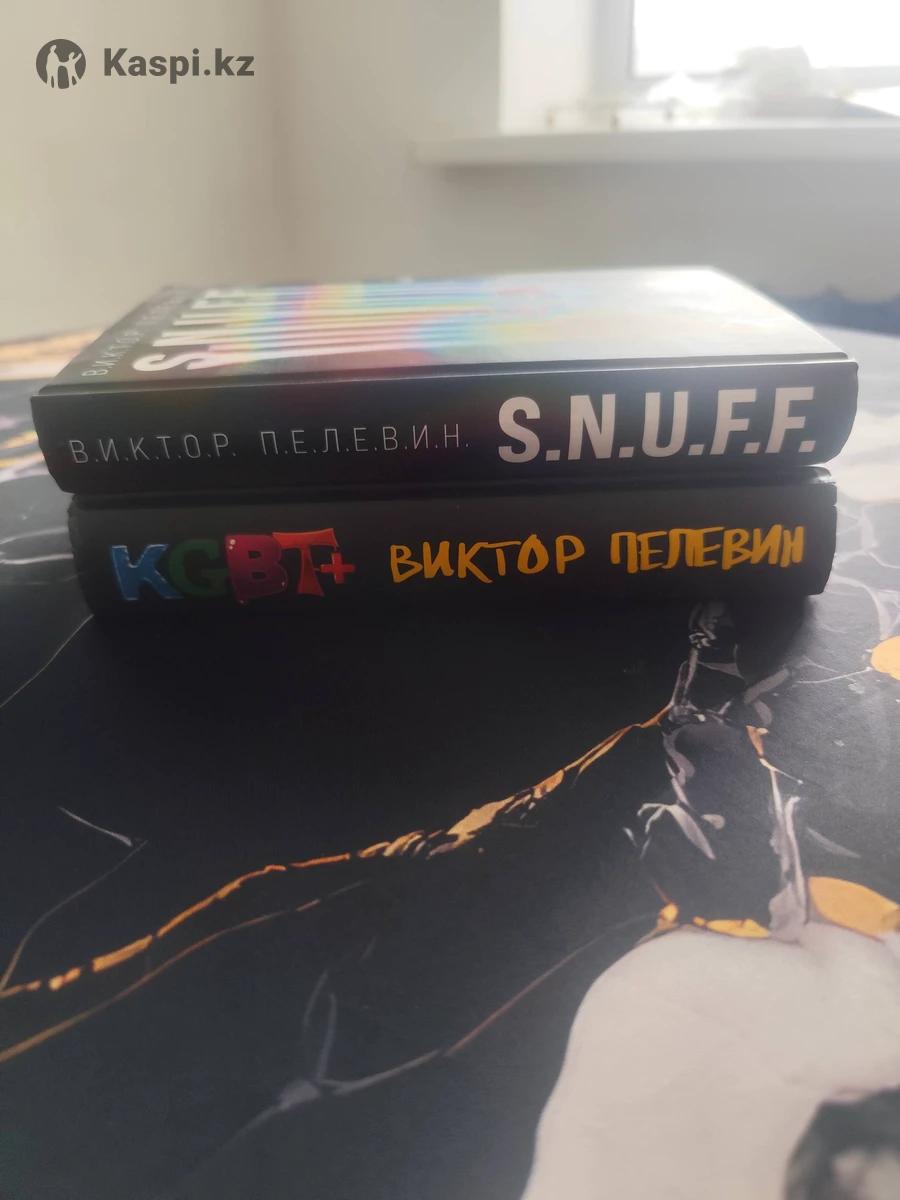 Kaspi.kz
В.И.К.Т.О.Р.
S.N.U.F.F.
В.И.К.Т.О.Р. П.Е.Л.Е.В.И.Н. S.N.U.F.F.
KGBT+ ВИКТОР ПЕЛЕВИН